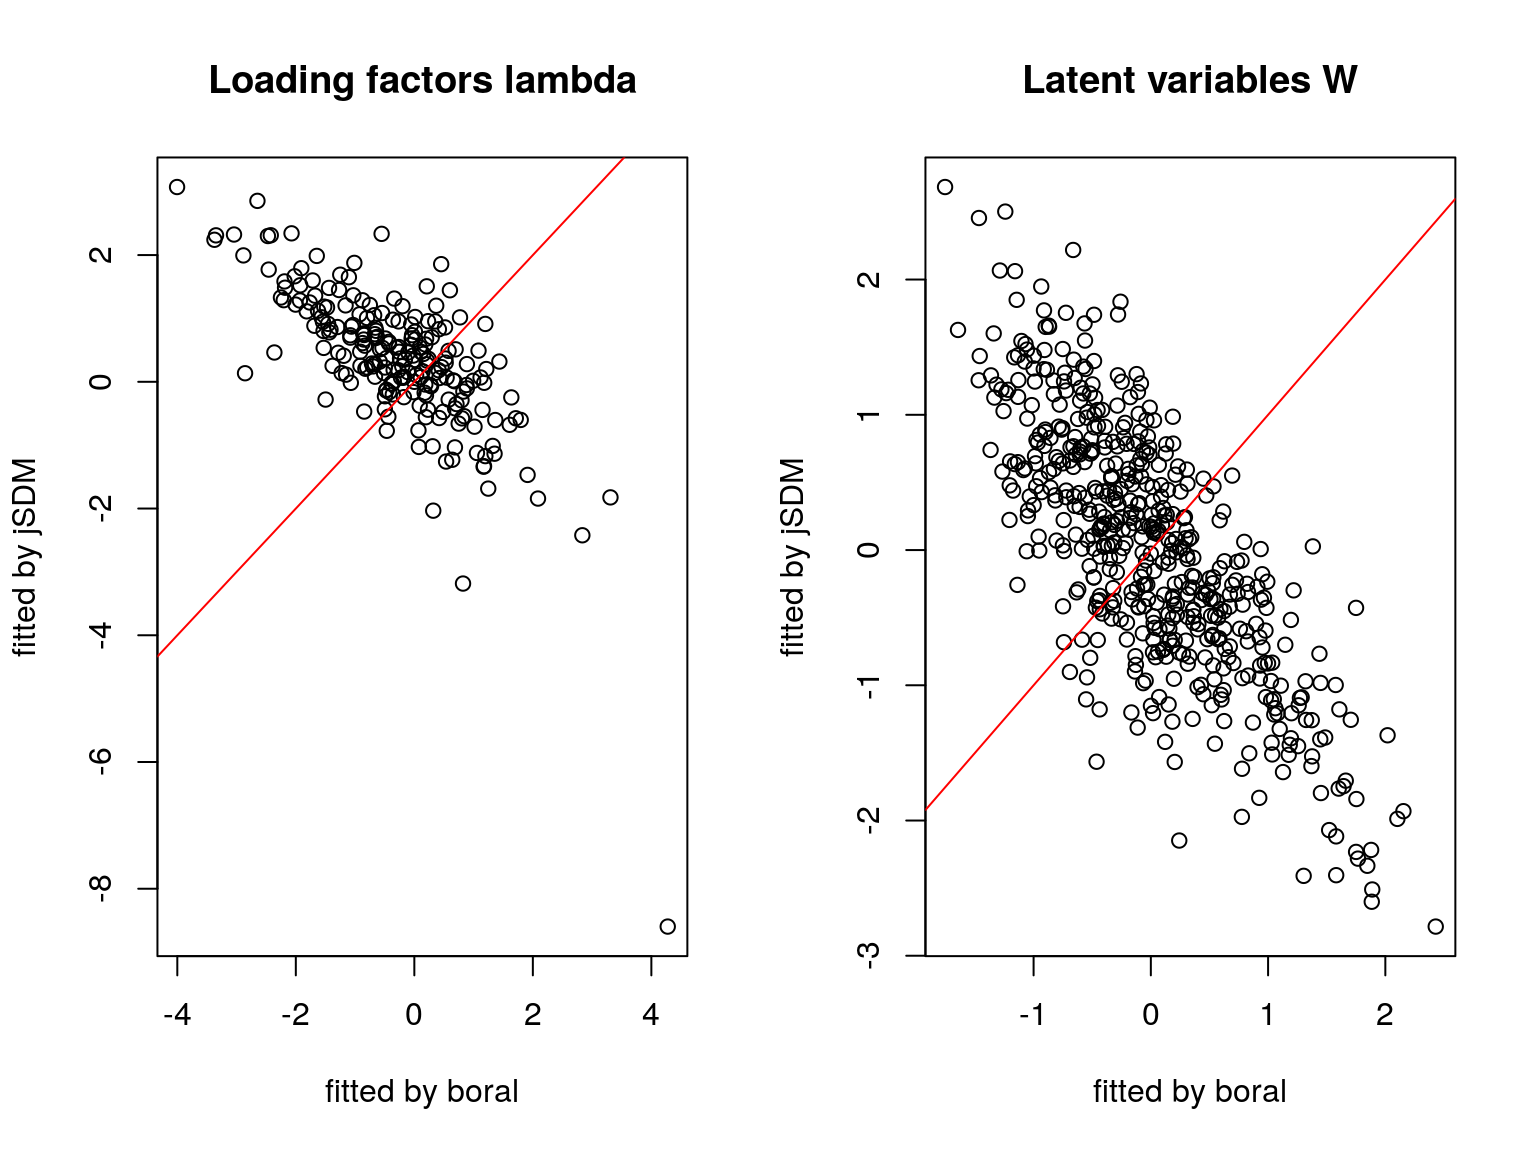 Loading factors lambda
fitted by jSDM
2
0
-2
-4
-6
-8
-4 -2 0 2 4
fitted by boral
Latent variables W
fitted by jSDM
2
1
0
-1
-2
-3
-1 0 1 2
fitted by boral